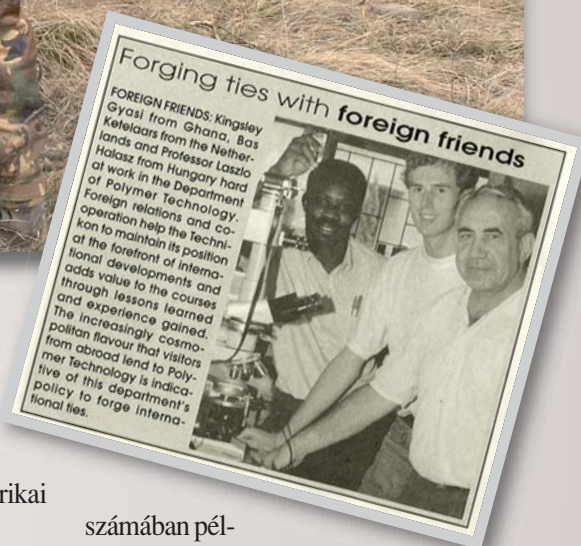 Forging ties with foreign friends
FOREIGN FRIENDS: Kingsley
Gyasi from Ghana, Bas
Ketelaars from the Nether-
lands and Professor Laszlo
Halasz from Hungary hard
at work in the Department
of Polymer Technology.
Foreign relations and co-
operation help the Techni-
kon to maintain its position
at the forefront of interna-
tional developments and
adds value to the courses
through lessons learned
and experience gained.
The increasingly cosmo-
politan flavour that visitors
from abroad lend to Poly-
mer Technology is indica-
tive of this department's
policy to forge interna-
tional ties.
rikai
számában pél-